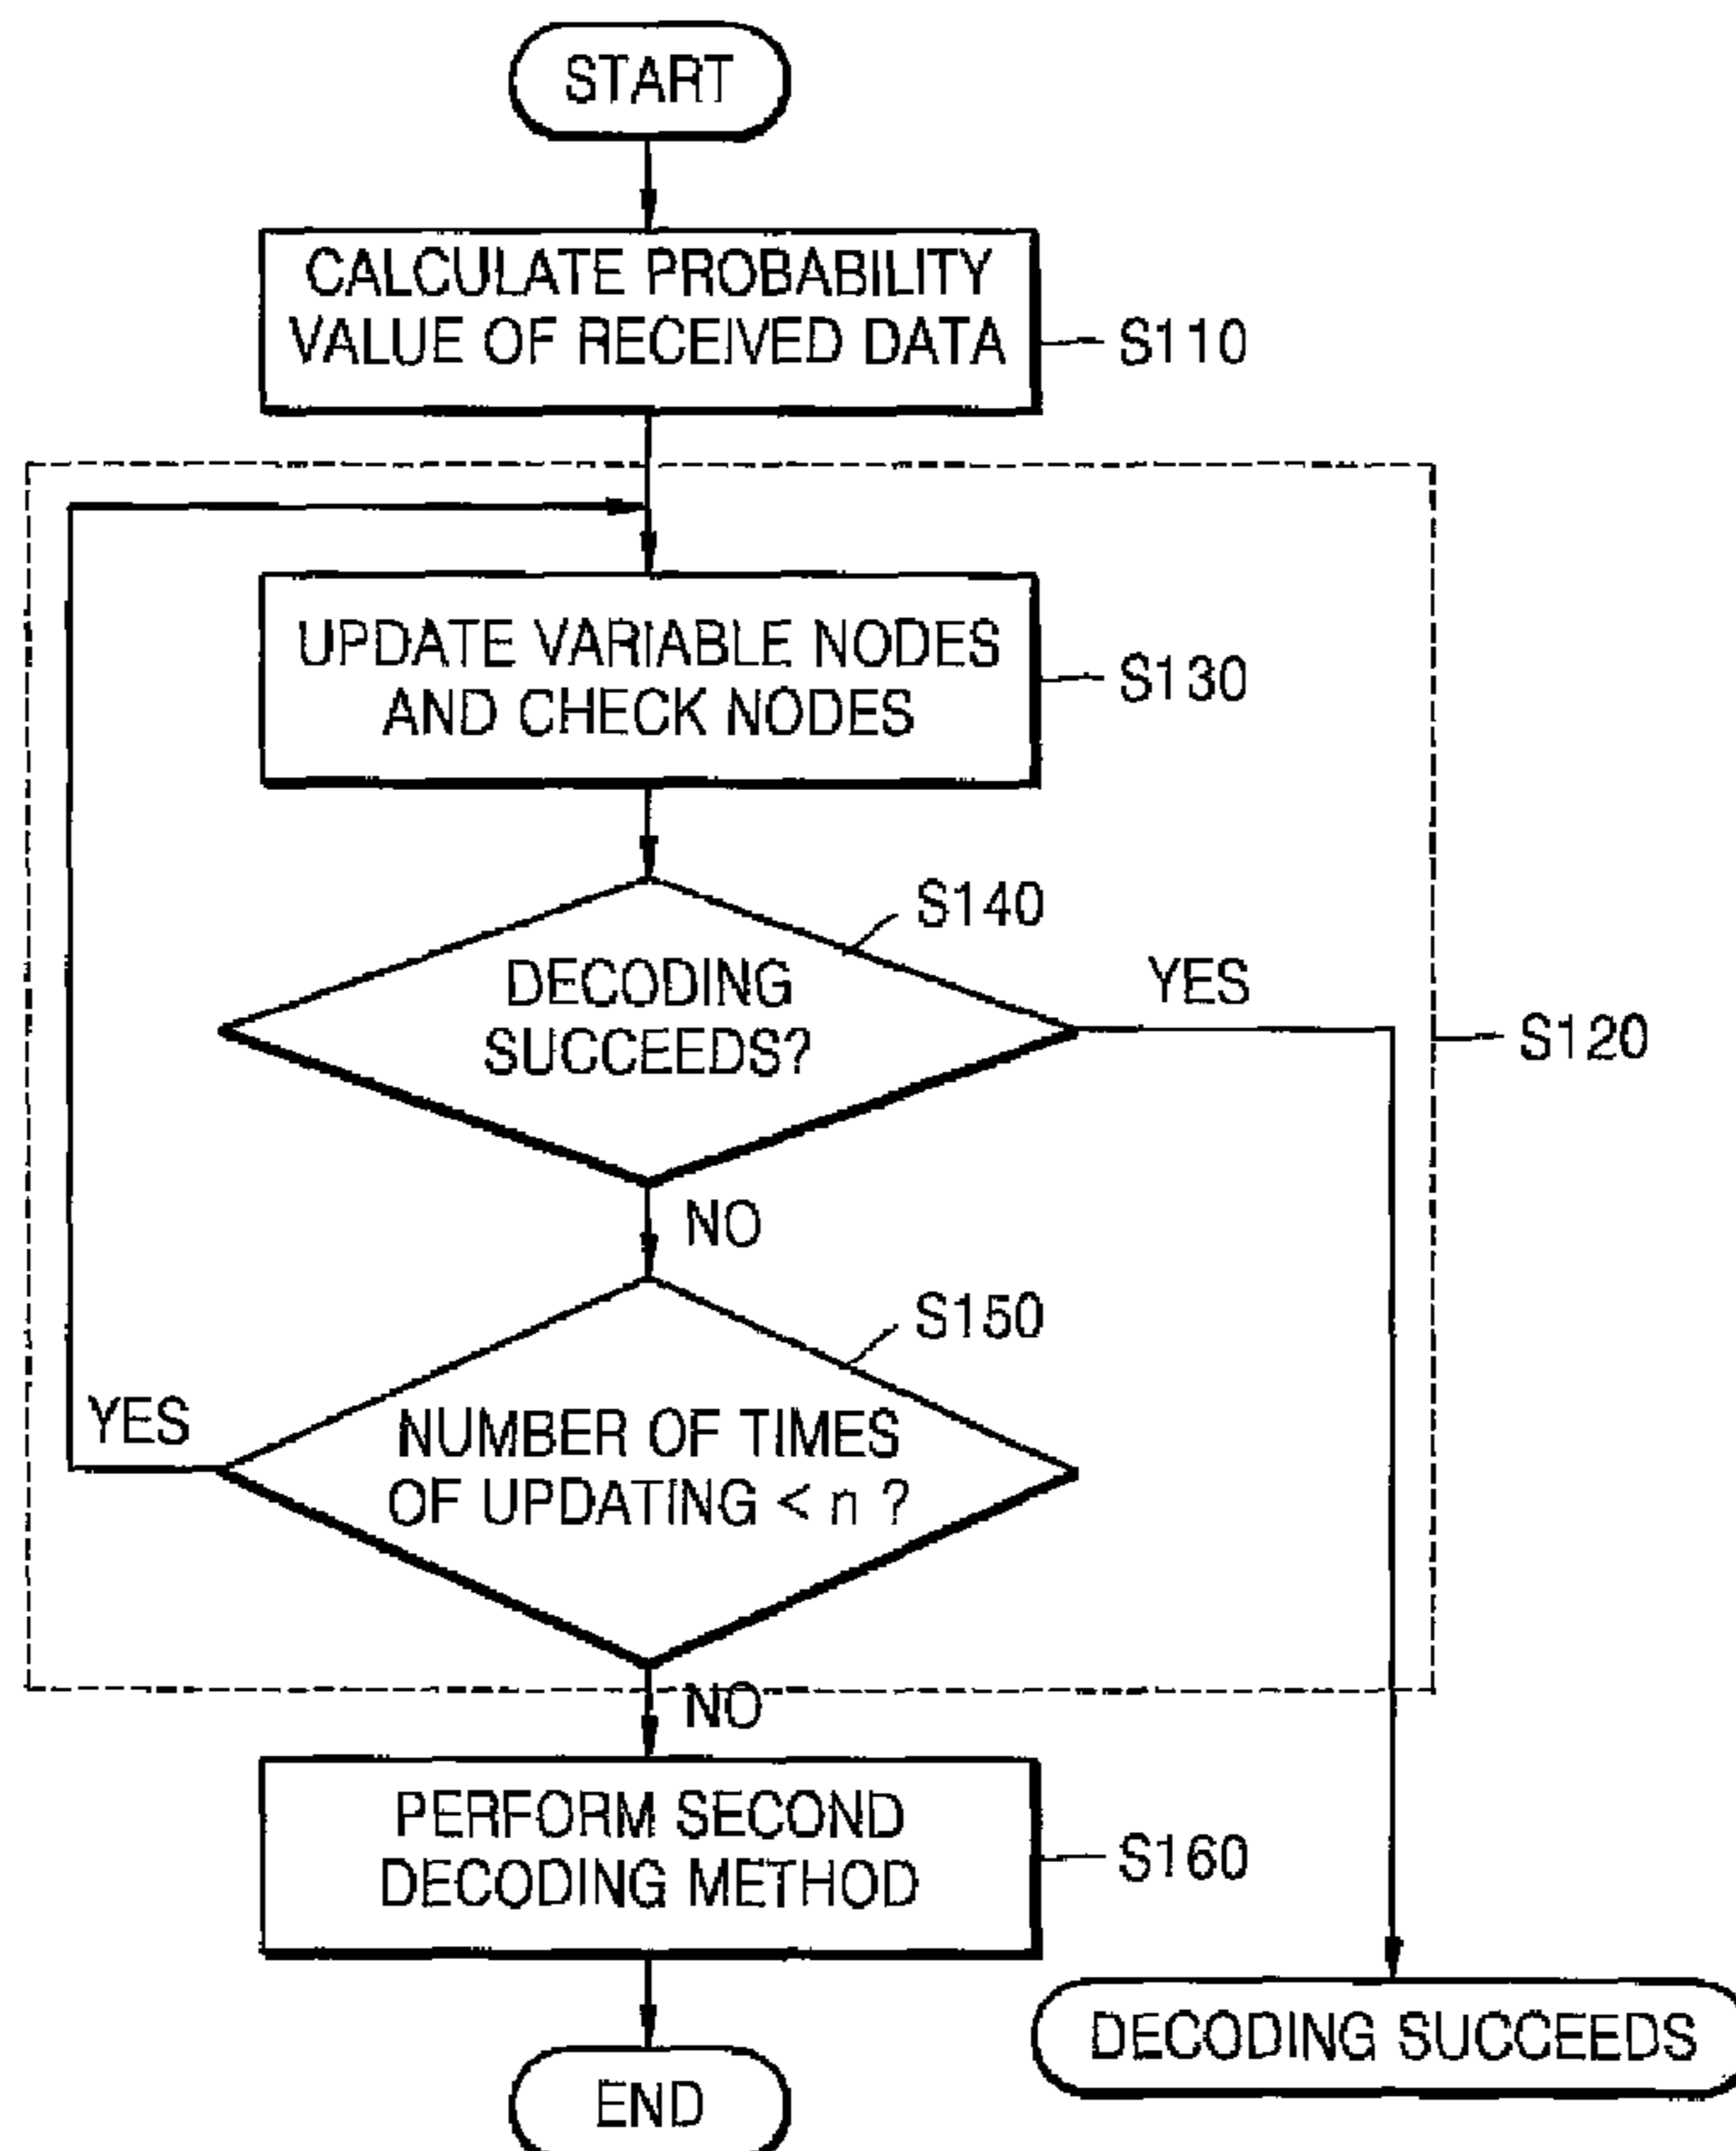 START
CALCULATE PROBABILITY
VALUE OF RECEIVED DATA
S110
UPDATE VARIABLE NODES
AND CHECK NODES
S130
S140
DECODING
SUCCEEDS?
YES
S120
NO
S150
YES
NUMBER OF TIMES
OF UPDATING < n ?
NO
PERFORM SECOND
DECODING METHOD
S160
DECODING SUCCEEDS
END